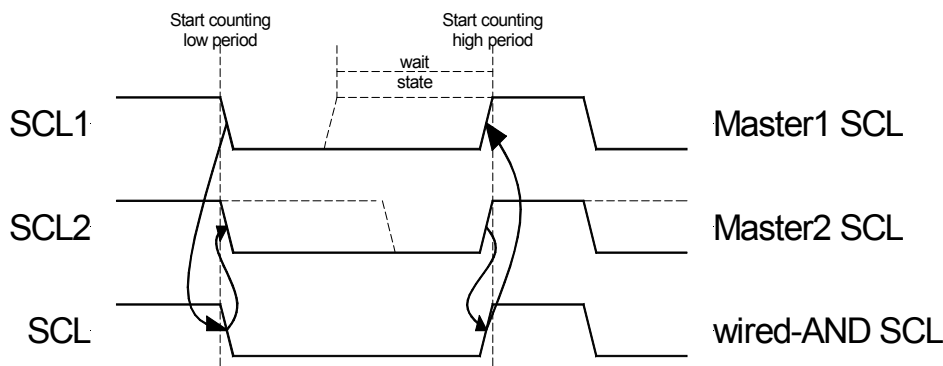 Start counting
low period
Start counting
high period
wait
state
SCL1
Master1 SCL
SCL2
Master2 SCL
SCL
wired-AND SCL